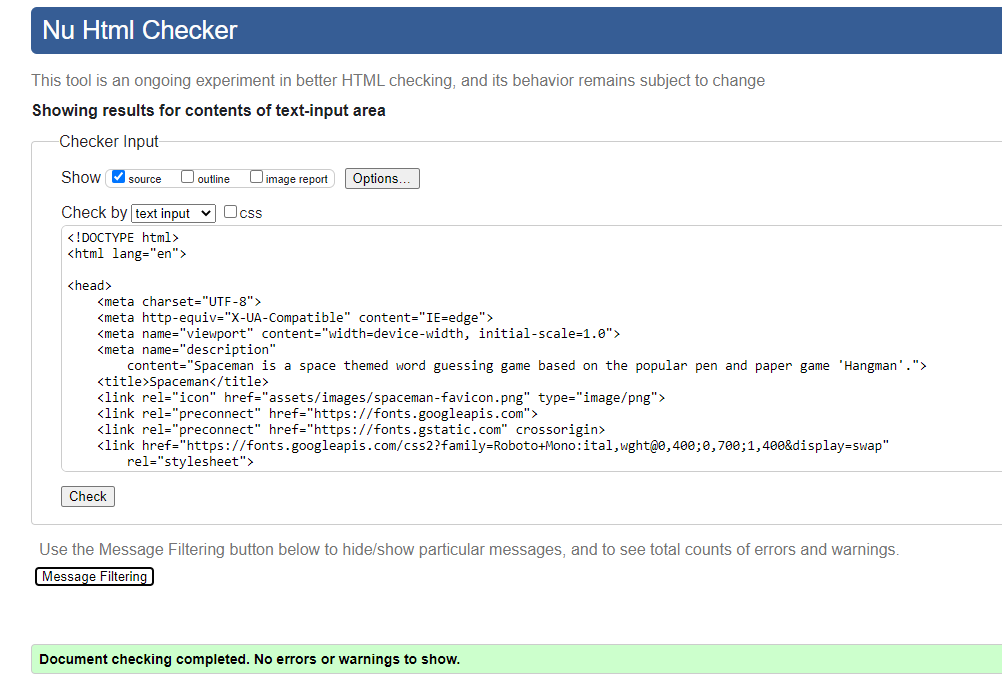 Nu Html Checker
This tool is an ongoing experiment in better HTML checking, and its behavior remains subject to change
Showing results for contents of text-input area
Checker Input
Show source outline image report Options...
Check by text input css
<!DOCTYPE html>
<html lang="en">
<head>
<meta charset="UTF-8">
<meta http-equiv="X-UA-Compatible" content="IE=edge">
<meta name="viewport" content="width=device-width, initial-scale=1.0">
<meta name="description"
content="Spaceman is a space themed word guessing game based on the popular pen and paper game 'Hangman'.">
<title>Spaceman</title>
<link rel="icon" href="assets/images/spaceman-favicon.png" type="image/png">
<link rel="preconnect" href="https://fonts.googleapis.com">
<link rel="preconnect" href="https://fonts.gstatic.com" crossorigin>
<link href="https://fonts.googleapis.com/css2?family=Roboto+Mono:ital,wght@0,400;0,700;1,400&display=swap"
rel="stylesheet">
Check
Use the Message Filtering button below to hide/show particular messages, and to see total counts of errors and warnings.
Message Filtering
Document checking completed. No errors or warnings to show.